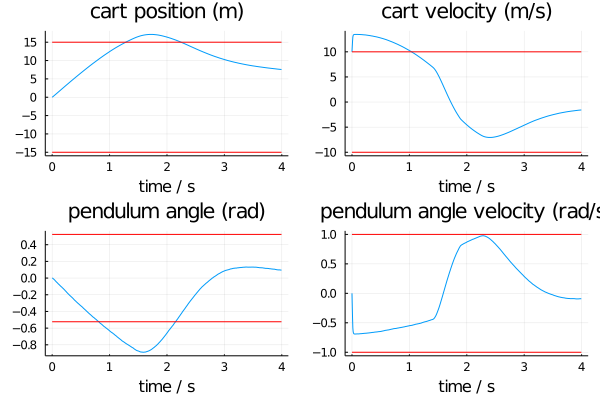 cart position (m)
cart velocity (m/s)
15
10
5
0
−5
−10
−15
0 1 2 3 4
time / s
10
5
0
−5
−10
0 1 2 3 4
time / s
pendulum angle (rad)
pendulum angle velocity (rad/s
0.4
0.2
0.0
−0.2
−0.4
−0.6
−0.8
0 1 2 3 4
time / s
1.0
0.5
0.0
−0.5
−1.0
0 1 2 3 4
time / s